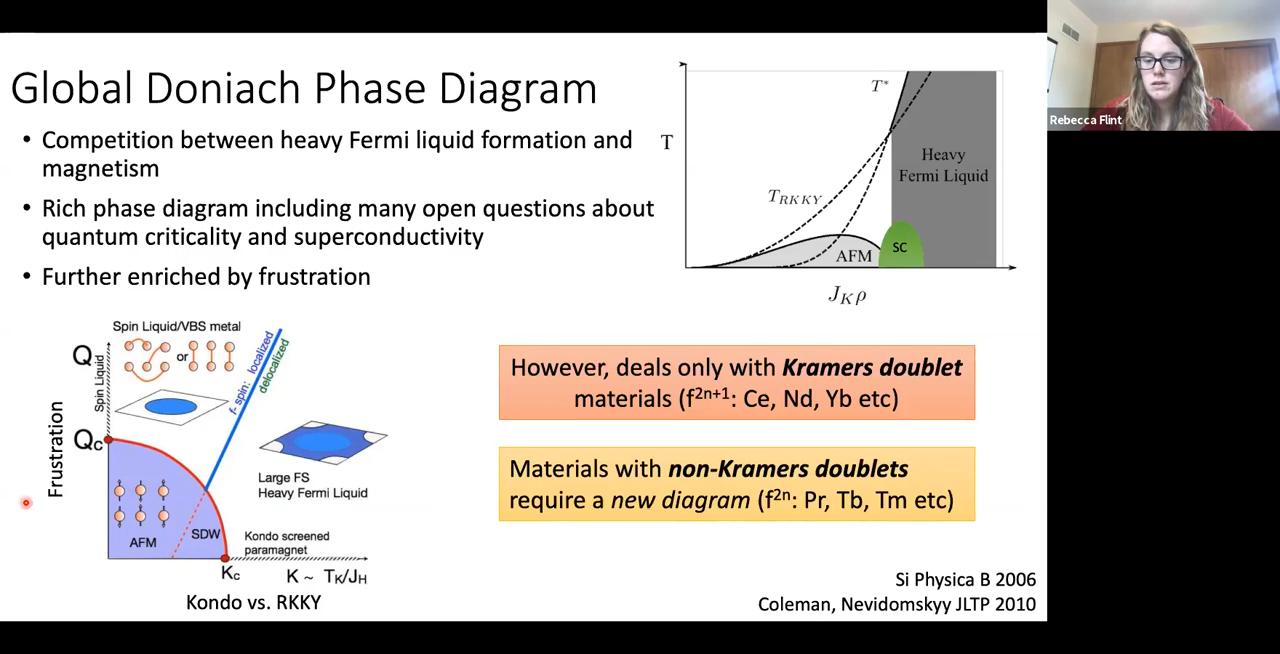 Global Doniach Phase Diagram
• Competition between heavy Fermi liquid formation and
magnetism
• Rich phase diagram including many open questions about
quantum criticality and superconductivity
• Further enriched by frustration
T
T*
T_RKKY
Heavy
Fermi Liquid
AFM
SC
J_K ρ
Rebecca Flint
Spin Liquid/VBS metal
Q
or
Spin Liquid
f- spin: localized
delocalized
Q_C
Frustration
Large FS
Heavy Fermi Liquid
AFM
SDW
Kondo screened
paramagnet
K_C
K ~ T_K/J_H
Kondo vs. RKKY
However, deals only with Kramers doublet
materials (f²ⁿ⁺¹: Ce, Nd, Yb etc)
Materials with non-Kramers doublets
require a new diagram (f²ⁿ: Pr, Tb, Tm etc)
Si Physica B 2006
Coleman, Nevidomskyy JLTP 2010